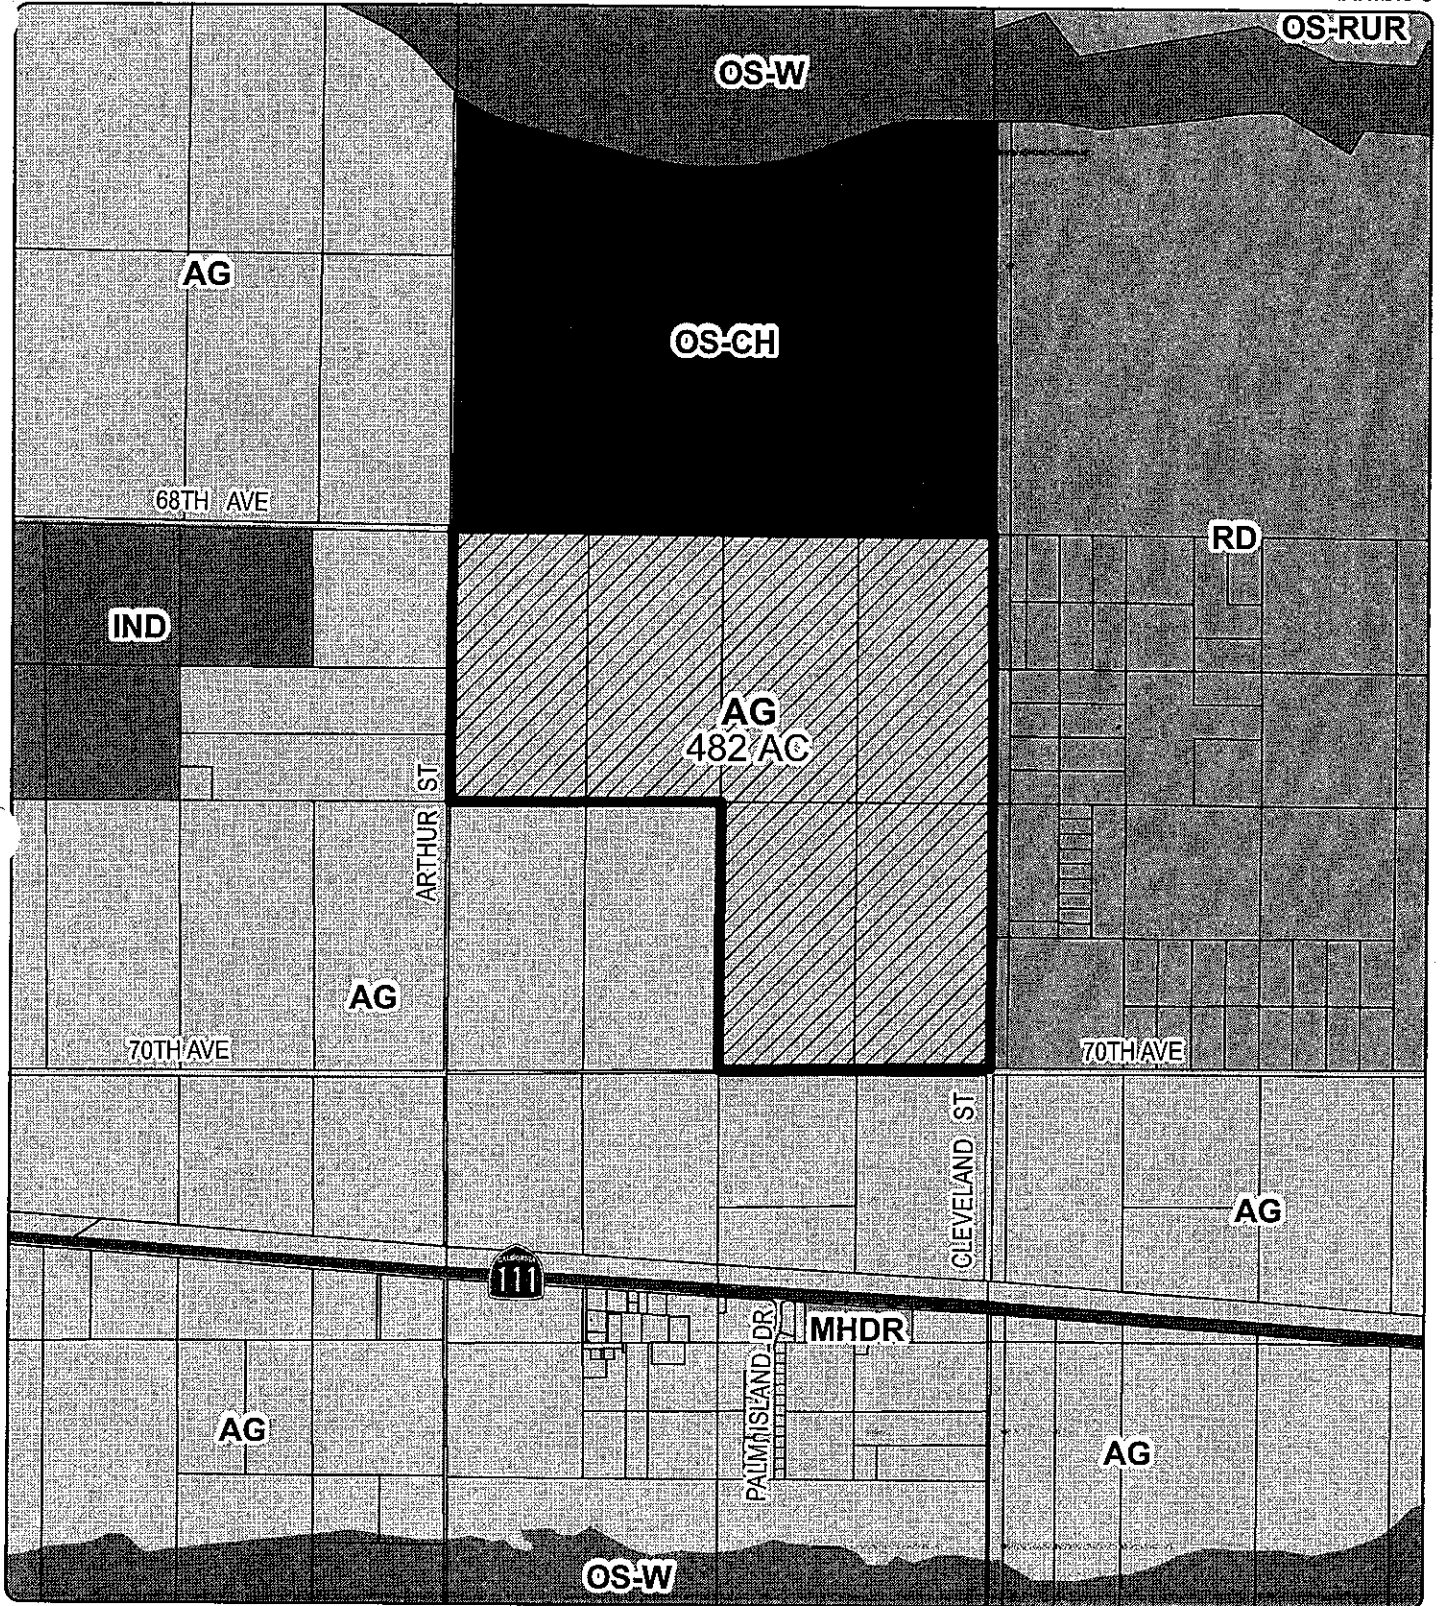 OS-RUR
OS-W
AG
OS-CH
68TH AVE
RD
IND
AG
482 AC
ARTHUR ST
AG
70TH AVE
70TH AVE
CLEVELAND ST
AG
CALIFORNIA
111
MHDR
PALM ISLAND DR
AG
AG
OS-W